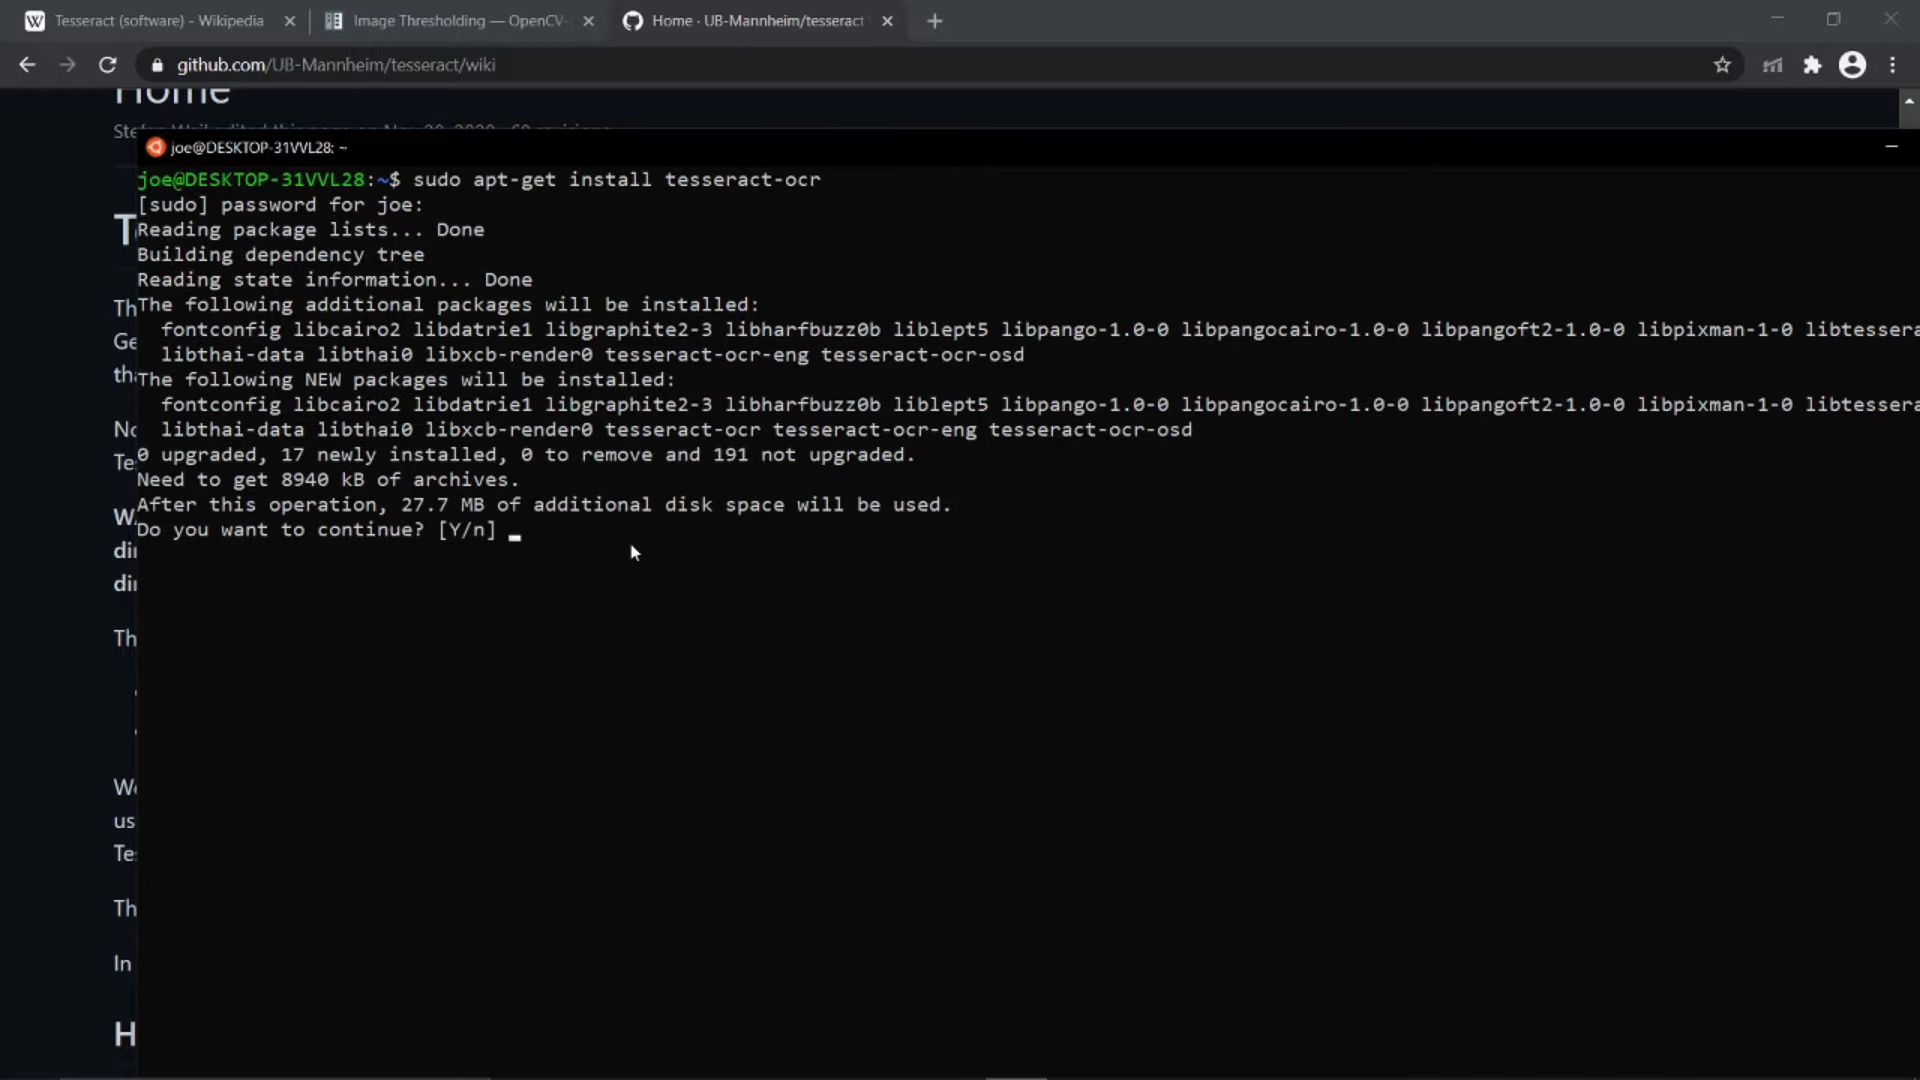 Tesseract (software) - Wikipedia
Image Thresholding — OpenCV-
Home · UB-Mannheim/tesseract
github.com/UB-Mannheim/tesseract/wiki
Home
joe@DESKTOP-31VVL28: ~
joe@DESKTOP-31VVL28:~$ sudo apt-get install tesseract-ocr
[sudo] password for joe:
Reading package lists... Done
Building dependency tree
Reading state information... Done
The following additional packages will be installed:
fontconfig libcairo2 libdatrie1 libgraphite2-3 libharfbuzz0b liblept5 libpango-1.0-0 libpangocairo-1.0-0 libpangoft2-1.0-0 libpixman-1-0 libtessera
libthai-data libthai0 libxcb-render0 tesseract-ocr-eng tesseract-ocr-osd
The following NEW packages will be installed:
fontconfig libcairo2 libdatrie1 libgraphite2-3 libharfbuzz0b liblept5 libpango-1.0-0 libpangocairo-1.0-0 libpangoft2-1.0-0 libpixman-1-0 libtessera
libthai-data libthai0 libxcb-render0 tesseract-ocr tesseract-ocr-eng tesseract-ocr-osd
0 upgraded, 17 newly installed, 0 to remove and 191 not upgraded.
Need to get 8940 kB of archives.
After this operation, 27.7 MB of additional disk space will be used.
Do you want to continue? [Y/n]
In